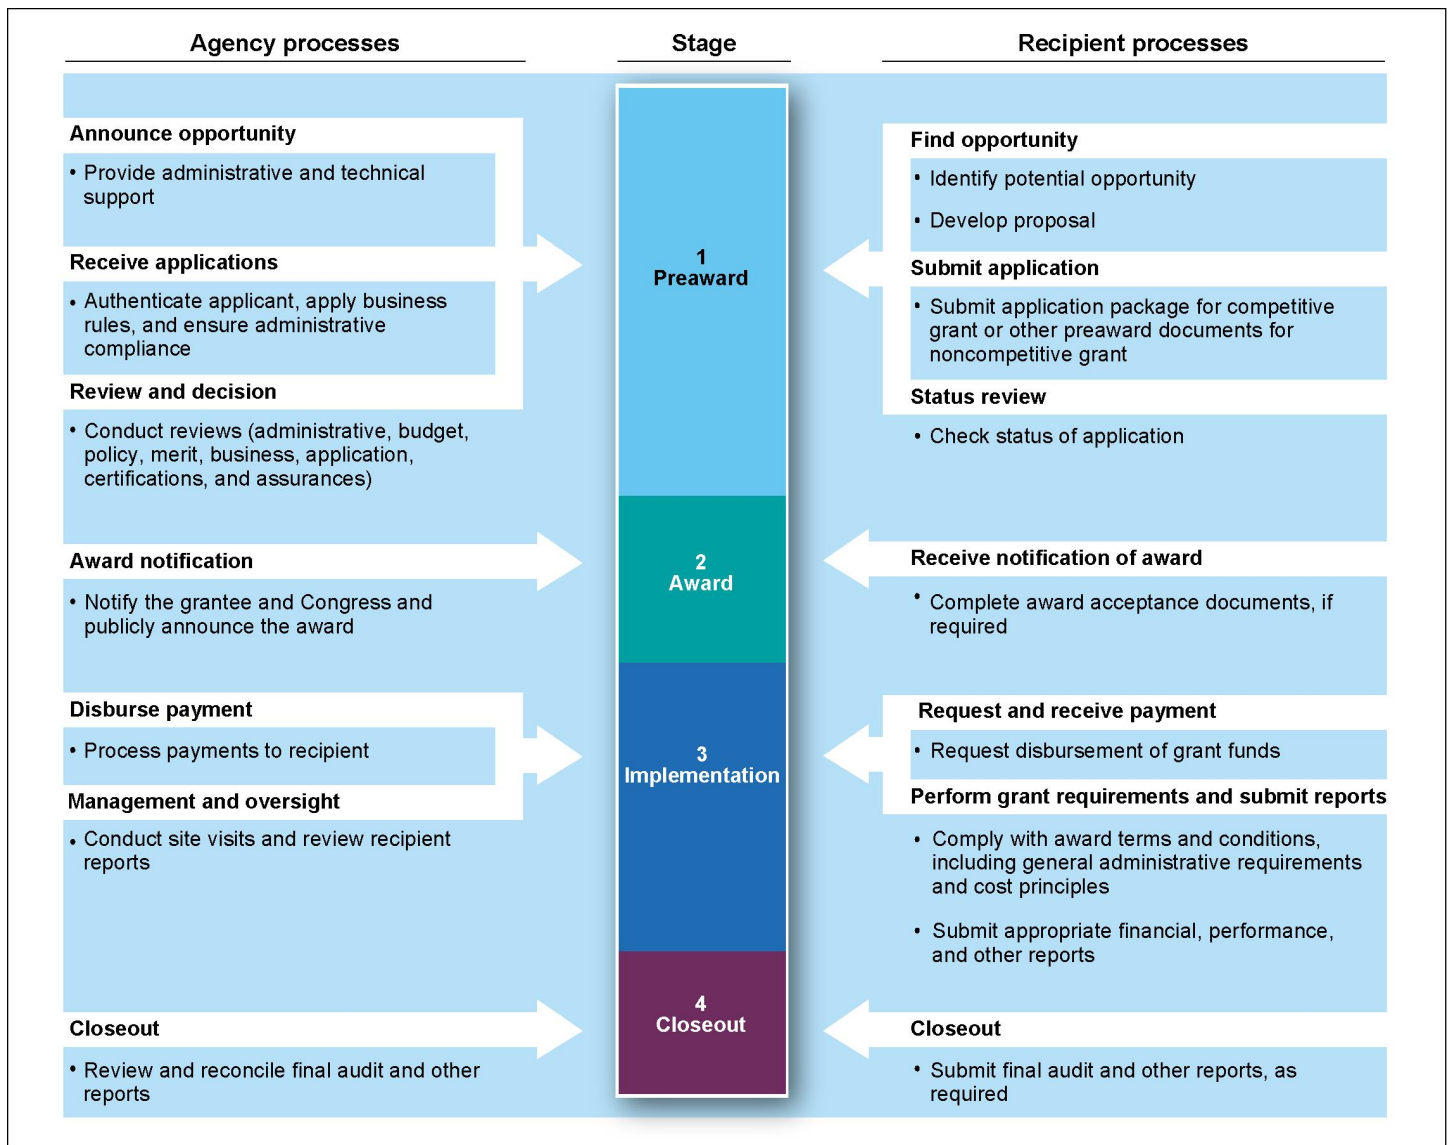 Agency processes
Stage
Recipient processes
Announce opportunity
• Provide administrative and technical
support
Receive applications
• Authenticate applicant, apply business
rules, and ensure administrative
compliance
Review and decision
• Conduct reviews (administrative, budget,
policy, merit, business, application,
certifications, and assurances)
1
Preaward
Find opportunity
• Identify potential opportunity
• Develop proposal
Submit application
• Submit application package for competitive
grant or other preaward documents for
noncompetitive grant
Status review
• Check status of application
Award notification
• Notify the grantee and Congress and
publicly announce the award
2
Award
Receive notification of award
• Complete award acceptance documents, if
required
Disburse payment
• Process payments to recipient
Management and oversight
• Conduct site visits and review recipient
reports
3
Implementation
Request and receive payment
• Request disbursement of grant funds
Perform grant requirements and submit reports
• Comply with award terms and conditions,
including general administrative requirements
and cost principles
• Submit appropriate financial, performance,
and other reports
Closeout
• Review and reconcile final audit and other
reports
4
Closeout
Closeout
• Submit final audit and other reports, as
required